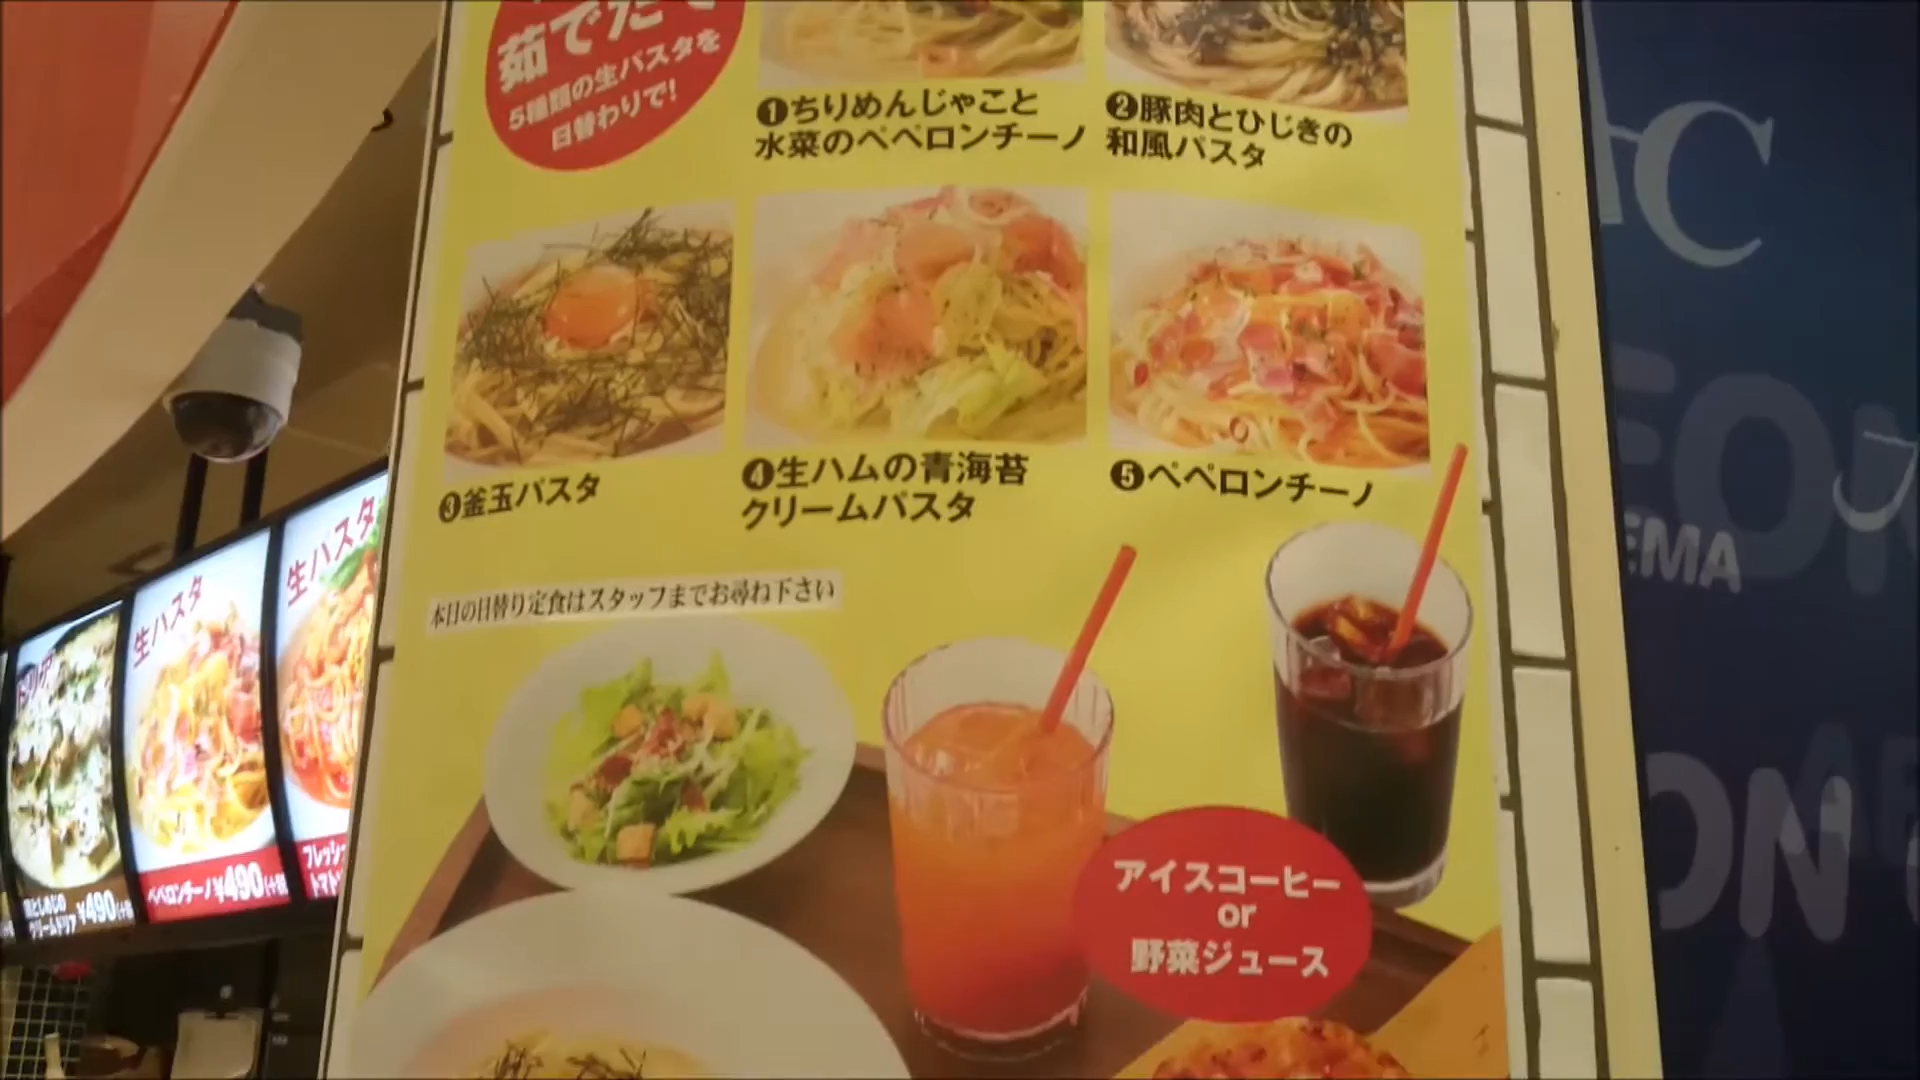 茹でたて
5種類の生パスタを
日替わりで!
❶ちりめんじゃこと
水菜のペペロンチーノ
❷豚肉とひじきの
和風パスタ
❸釜玉パスタ
❹生ハムの青海苔
クリームパスタ
❺ペペロンチーノ
本日の日替り定食はスタッフまでお尋ね下さい
アイスコーヒー
or
野菜ジュース
ドリア
クリームドリア ¥490
生パスタ
ペペロンチーノ ¥490
生パスタ
C
EMA
ON